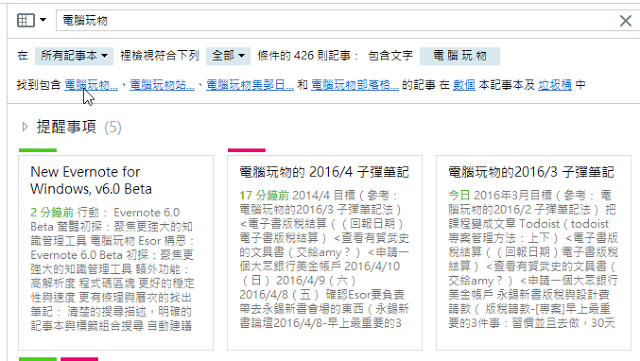 電腦玩物
在 所有記事本 裡檢視符合下列 全部 條件的 426 則記事： 包含文字 電 腦 玩 物
找到包含 電腦玩物...、電腦玩物站...、電腦玩物集郵日... 和 電腦玩物部落格... 的記事 在 數個 本記事本及 垃圾桶 中
提醒事項 (5)
New Evernote for
Windows, v6.0 Beta
2 分鐘前 行動： Evernote 6.0
Beta 驚豔初探：聚焦更強大的知
識管理工具 電腦玩物 Esor 構思：
Evernote 6.0 Beta 初探：聚焦更
強大的知識管理工具 額外功能：
高解析度 程式碼區塊 更好的穩定
性與速度 更有條理與層次的找出
筆記： 清楚的搜尋描述，明確的
記事本與標籤組合搜尋 自動建議
電腦玩物的 2016/4 子彈筆記
17 分鐘前 2014/4 目標（參考：
電腦玩物的2016/3 子彈筆記法）
<電子書版稅結算（（回報日期）
電子書版稅結算） <查看有質武史
的文具書（交給amy？） <申請一
個大眾銀行美金帳戶 2016/4/10
（日） 2016/4/9（六）
2016/4/8（五） 確認Esor要負責
帶去永錫新書會場的東西（永錫新
書論壇2016/4/8-早上最重要的3
電腦玩物的2016/3 子彈筆記
今日 2016年3月目標（參考： 電
腦玩物的2016/2 子彈筆記法） 把
課程變成文章 Todoist（todoist
專案管理方法：上下） <電子書版
稅結算（（回報日期）電子書版稅
結算） <查看有質武史的文具書（
交給amy？） <申請一個大眾銀行
美金帳戶 永錫新書版稅與設計費
請款（ 版稅請款-[專案]早上最重
要的3件事：習慣並且去做，30天